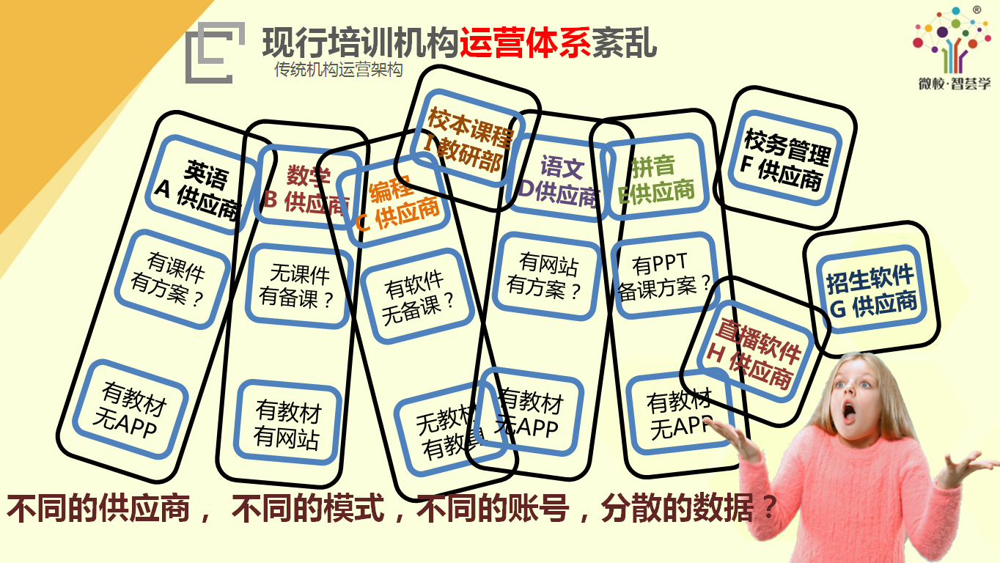 现行培训机构运营体系紊乱
传统机构运营架构
®
微校·智荟学
英语
A 供应商
有课件
有方案？
有教材
无APP
数学
B 供应商
无课件
有备课？
有教材
有网站
编程
C 供应商
有软件
无备课？
无教材
有教具
校本课程
I 教研部
语文
D供应商
有网站
有方案？
有教材
无APP
拼音
E供应商
有PPT
备课方案？
有教材
无APP
校务管理
F 供应商
招生软件
G 供应商
直播软件
H 供应商
不同的供应商， 不同的模式，不同的账号，分散的数据？